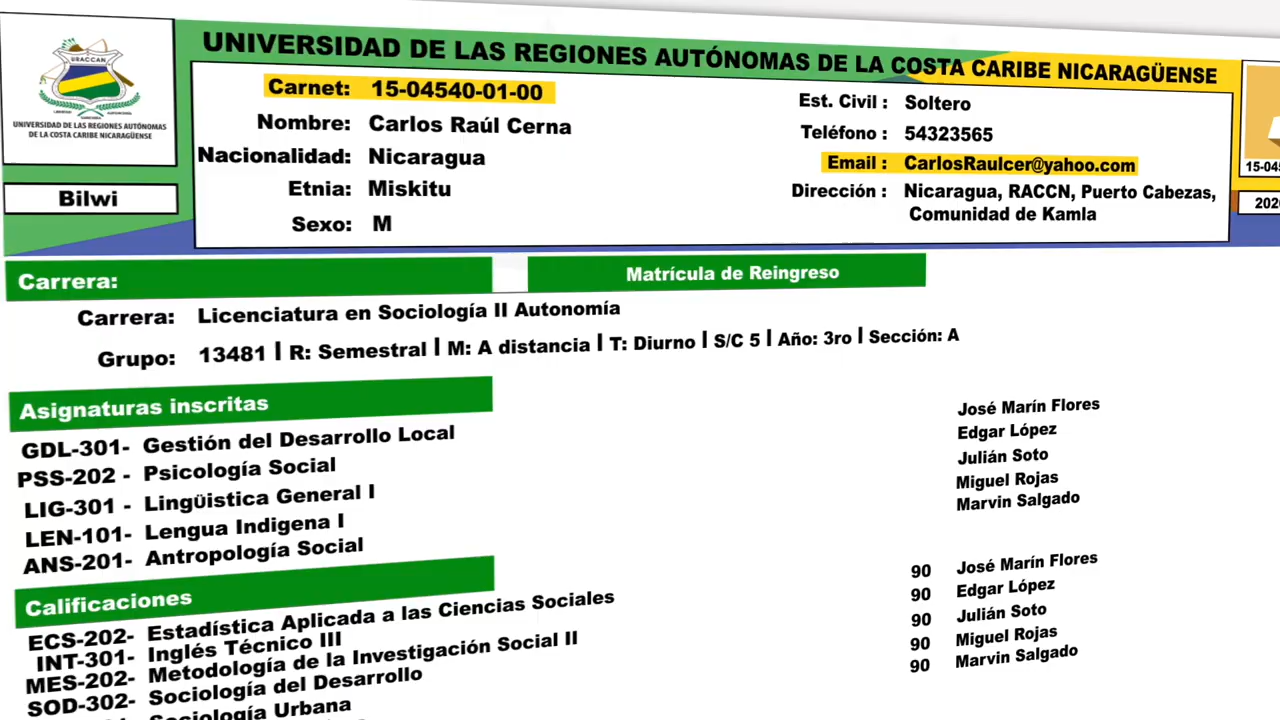 UNIVERSIDAD DE LAS REGIONES AUTÓNOMAS DE LA COSTA CARIBE NICARAGÜENSE
URACCAN
UNIVERSIDAD DE LAS REGIONES AUTÓNOMAS
DE LA COSTA CARIBE NICARAGÜENSE
Bilwi
Carnet: 15-04540-01-00
Nombre: Carlos Raúl Cerna
Nacionalidad: Nicaragua
Etnia: Miskitu
Sexo: M
Est. Civil : Soltero
Teléfono : 54323565
Email : CarlosRaulcer@yahoo.com
Dirección : Nicaragua, RACCN, Puerto Cabezas,
Comunidad de Kamla
Carrera:
Matrícula de Reingreso
Carrera: Licenciatura en Sociología II Autonomía
Grupo: 13481 | R: Semestral | M: A distancia | T: Diurno | S/C 5 | Año: 3ro | Sección: A
Asignaturas inscritas
GDL-301- Gestión del Desarrollo Local José Marín Flores
PSS-202 - Psicología Social Edgar López
LIG-301 - Lingüistica General I Julián Soto
LEN-101- Lengua Indigena I Miguel Rojas
ANS-201- Antropología Social Marvin Salgado
Calificaciones
ECS-202- Estadística Aplicada a las Ciencias Sociales 90 José Marín Flores
INT-301- Inglés Técnico III 90 Edgar López
MES-202- Metodología de la Investigación Social II 90 Julián Soto
SOD-302- Sociología del Desarrollo 90 Miguel Rojas
Sociología Urbana 90 Marvin Salgado